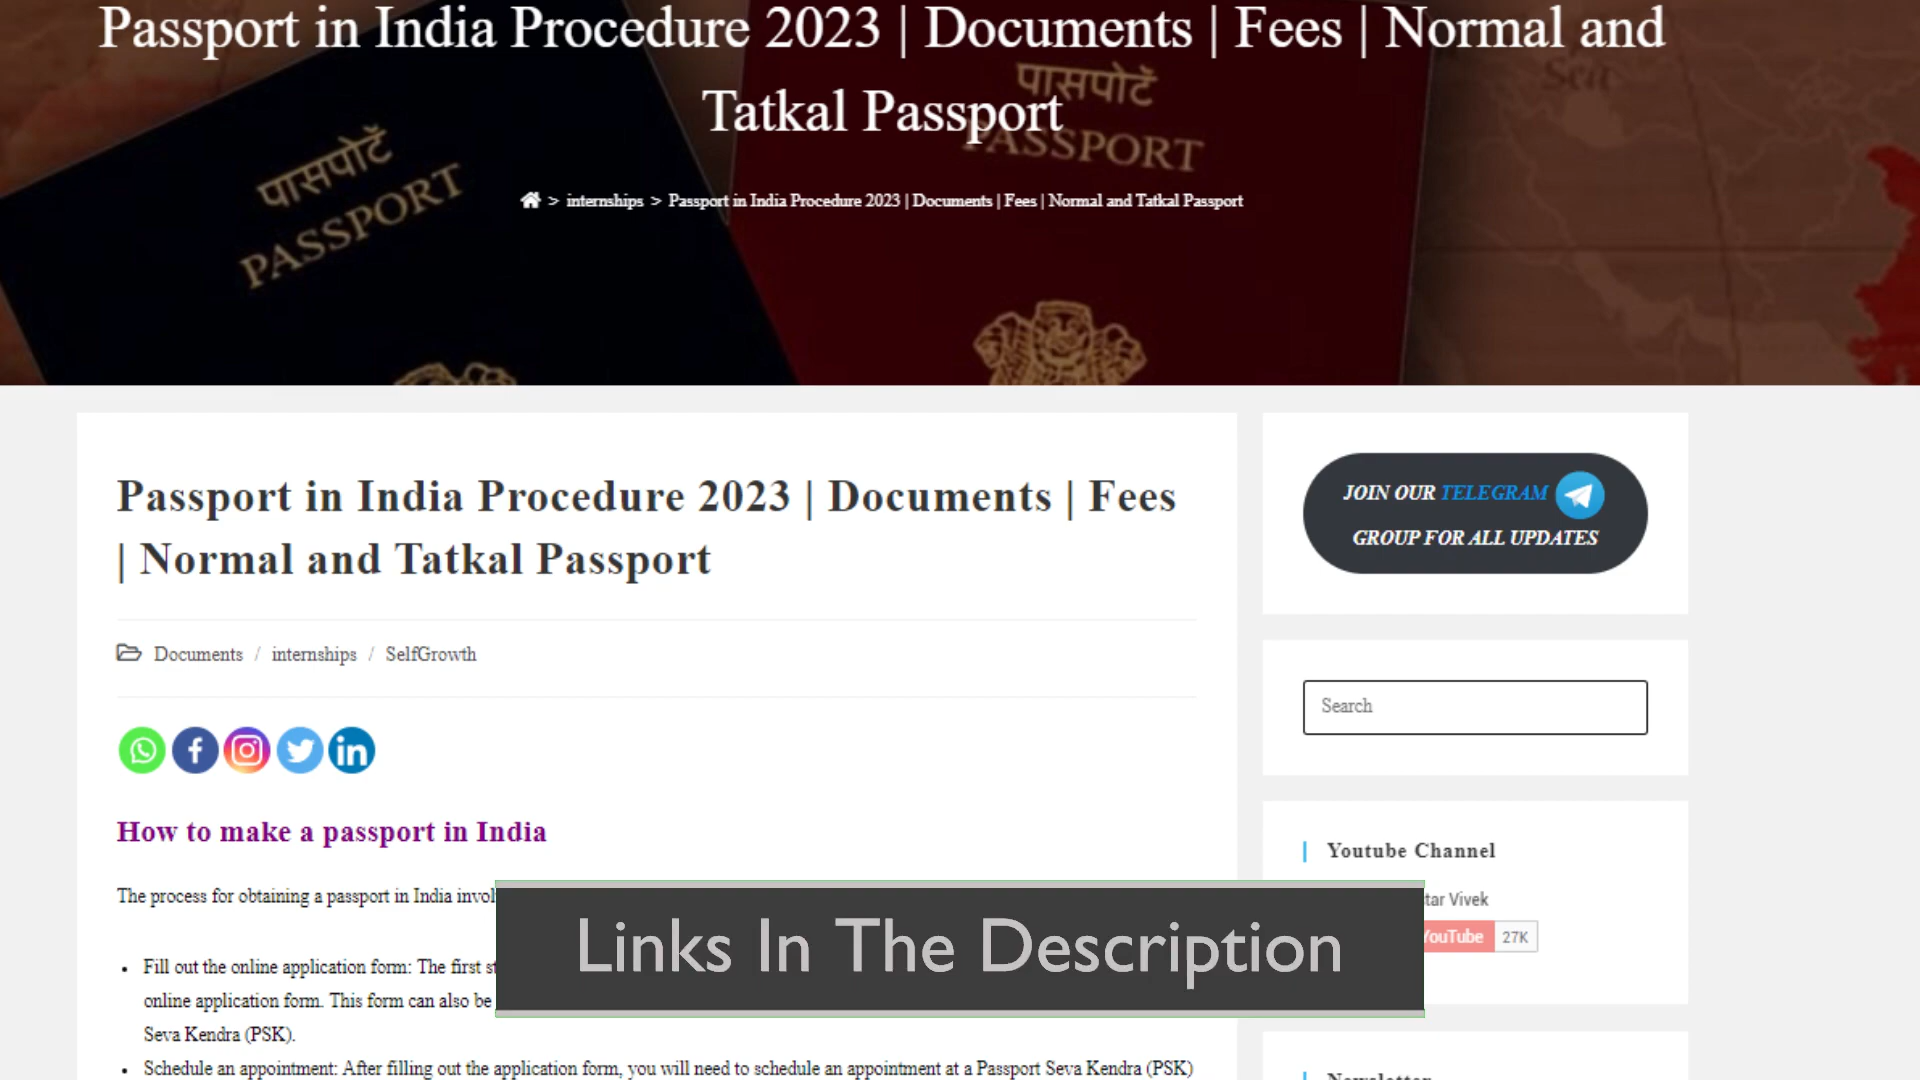 Passport in India Procedure 2023 | Documents | Fees | Normal and
Tatkal Passport
पासपोर्ट
PASSPORT
पासपोर्ट
PASSPORT
> internships > Passport in India Procedure 2023 | Documents | Fees | Normal and Tatkal Passport
Passport in India Procedure 2023 | Documents | Fees
| Normal and Tatkal Passport
Documents / internships / SelfGrowth
How to make a passport in India
The process for obtaining a passport in India
Fill out the online application form: The first
online application form. This form can also be
Seva Kendra (PSK).
Schedule an appointment: After filling out the application form, you will need to schedule an appointment at a Passport Seva Kendra (PSK)
JOIN OUR TELEGRAM
GROUP FOR ALL UPDATES
Search
Youtube Channel
Vivek
YouTube 27K
Newsletter
Links In The Description